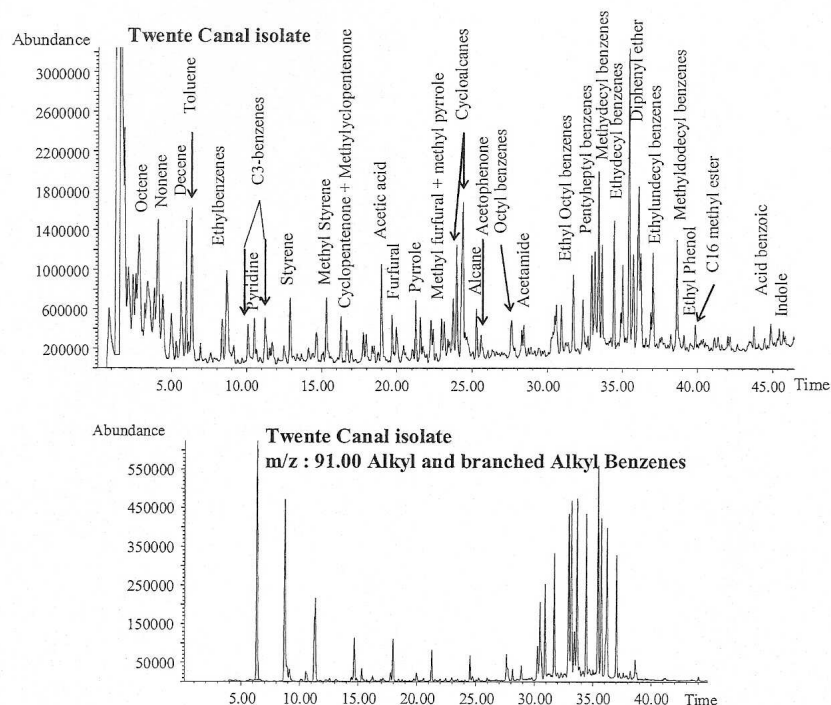 Twente Canal isolate
Abundance
3000000
2600000
2200000
1800000
1400000
1000000
600000
200000
Octene
Nonene
Decene
Toluene
Ethylbenzenes
Pyridine
C3-benzenes
Styrene
Methyl Styrene
Cyclopentenone + Methylyclopentenone
Acetic acid
Furfural
Pyrrole
Methyl furfural + methyl pyrrole
Cycloalcanes
Alcane
Acetophenone
Octyl benzenes
Acetamide
Ethyl Octyl benzenes
Pentyheptyl benzenes
Methydecyl benzenes
Ethydecyl benzenes
Diphenyl ether
Ethylundecyl benzenes
Methyldodecyl benzenes
Ethyl Phenol
C16 methyl ester
Acid benzoic
Indole
5.00 10.00 15.00 20.00 25.00 30.00 35.00 40.00 45.00 Time
Abundance
Twente Canal isolate
m/z : 91.00 Alkyl and branched Alkyl Benzenes
550000
450000
350000
250000
150000
50000
5.00 10.00 15.00 20.00 25.00 30.00 35.00 40.00 Time